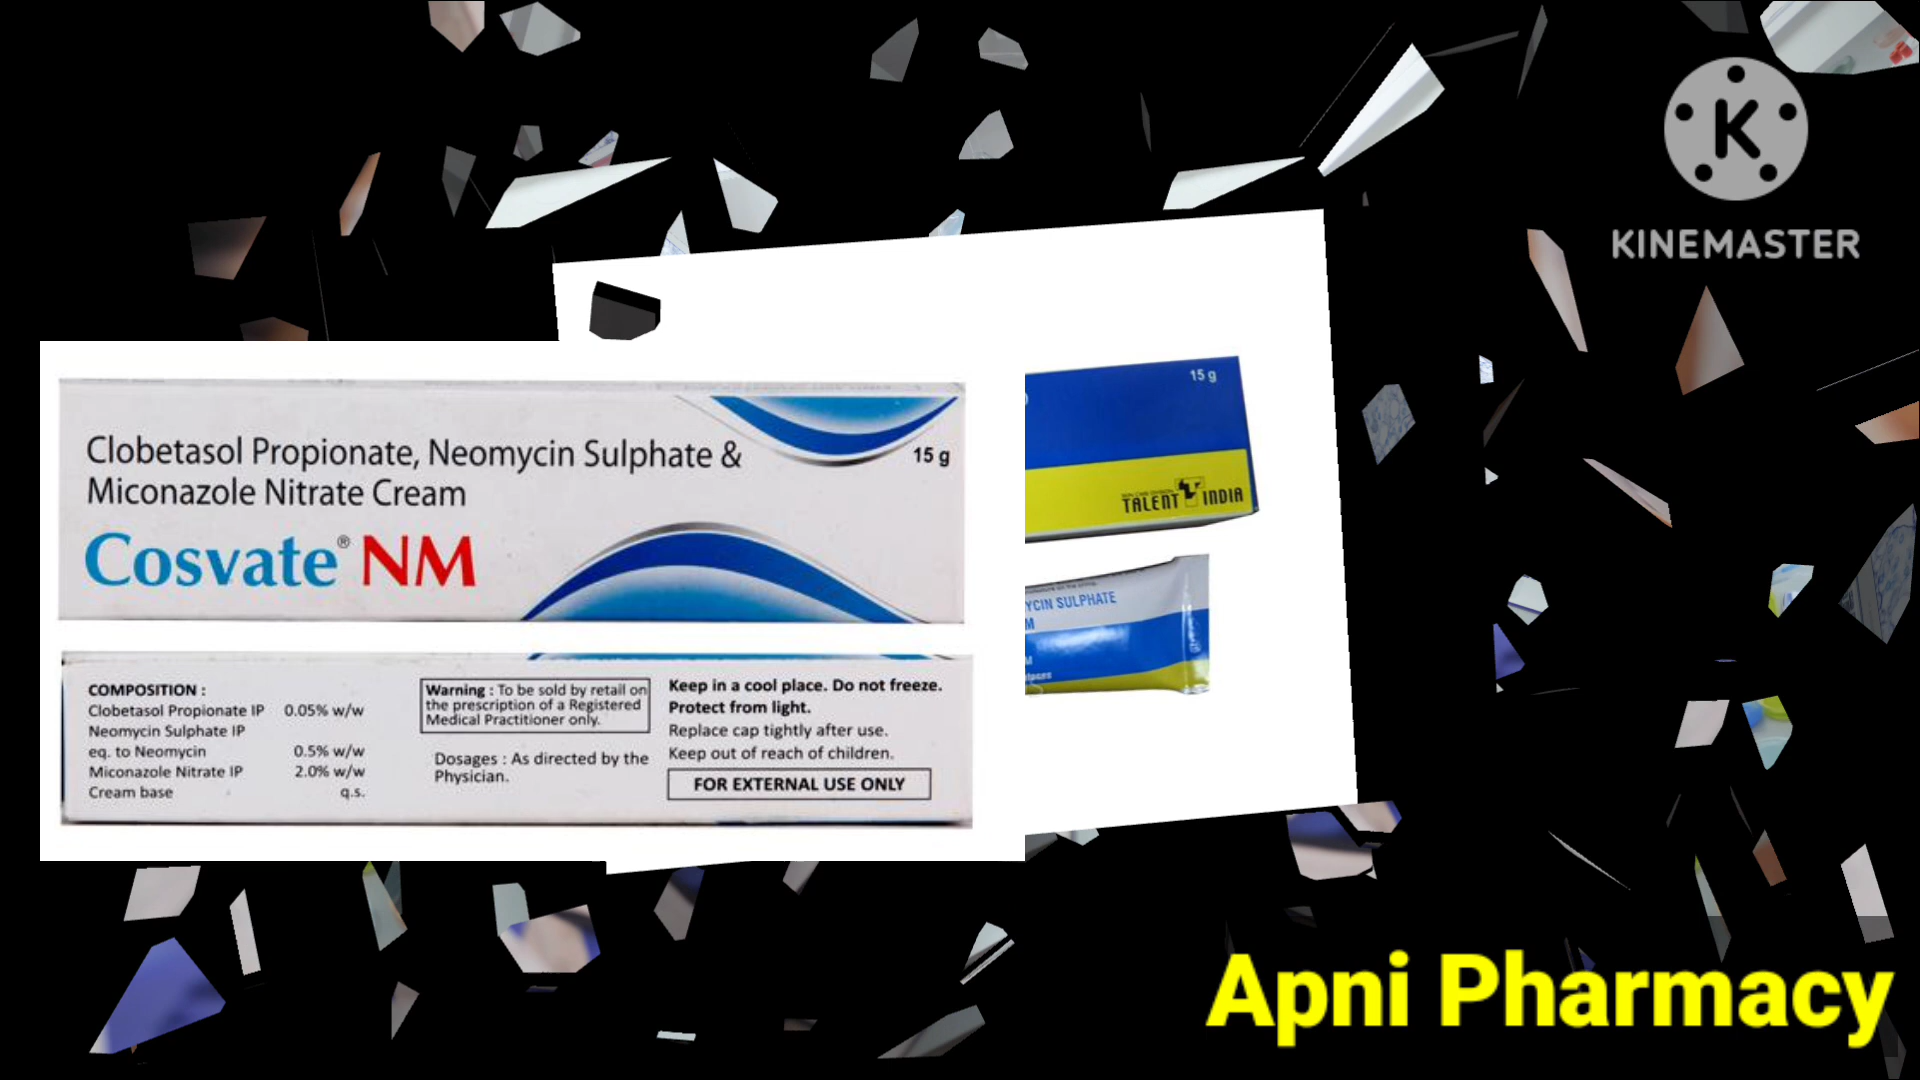 KINEMASTER
Clobetasol Propionate, Neomycin Sulphate &
Miconazole Nitrate Cream
15 g
Cosvate® NM
COMPOSITION :
Clobetasol Propionate IP 0.05% w/w
Neomycin Sulphate IP
eq. to Neomycin 0.5% w/w
Miconazole Nitrate IP 2.0% w/w
Cream base q.s.
Warning : To be sold by retail on
the prescription of a Registered
Medical Practitioner only.
Dosages : As directed by the
Physician.
Keep in a cool place. Do not freeze.
Protect from light.
Replace cap tightly after use.
Keep out of reach of children.
FOR EXTERNAL USE ONLY
15 g
TALENT INDIA
YCIN SULPHATE
M
Apni Pharmacy